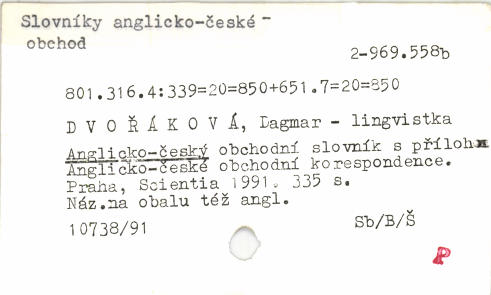 Slovníky anglicko-české -
obchod
2-969.558b
801.316.4:339=20=850+651.7=20=850
D V O Ř Á K O V Á, Dagmar - lingvistka
Anglicko-český obchodní slovník s příloh
Anglicko-české obchodní korespondence.
Praha, Scientia 1991. 335 s.
Náz.na obalu též angl.
10738/91
Sb/B/Š
P